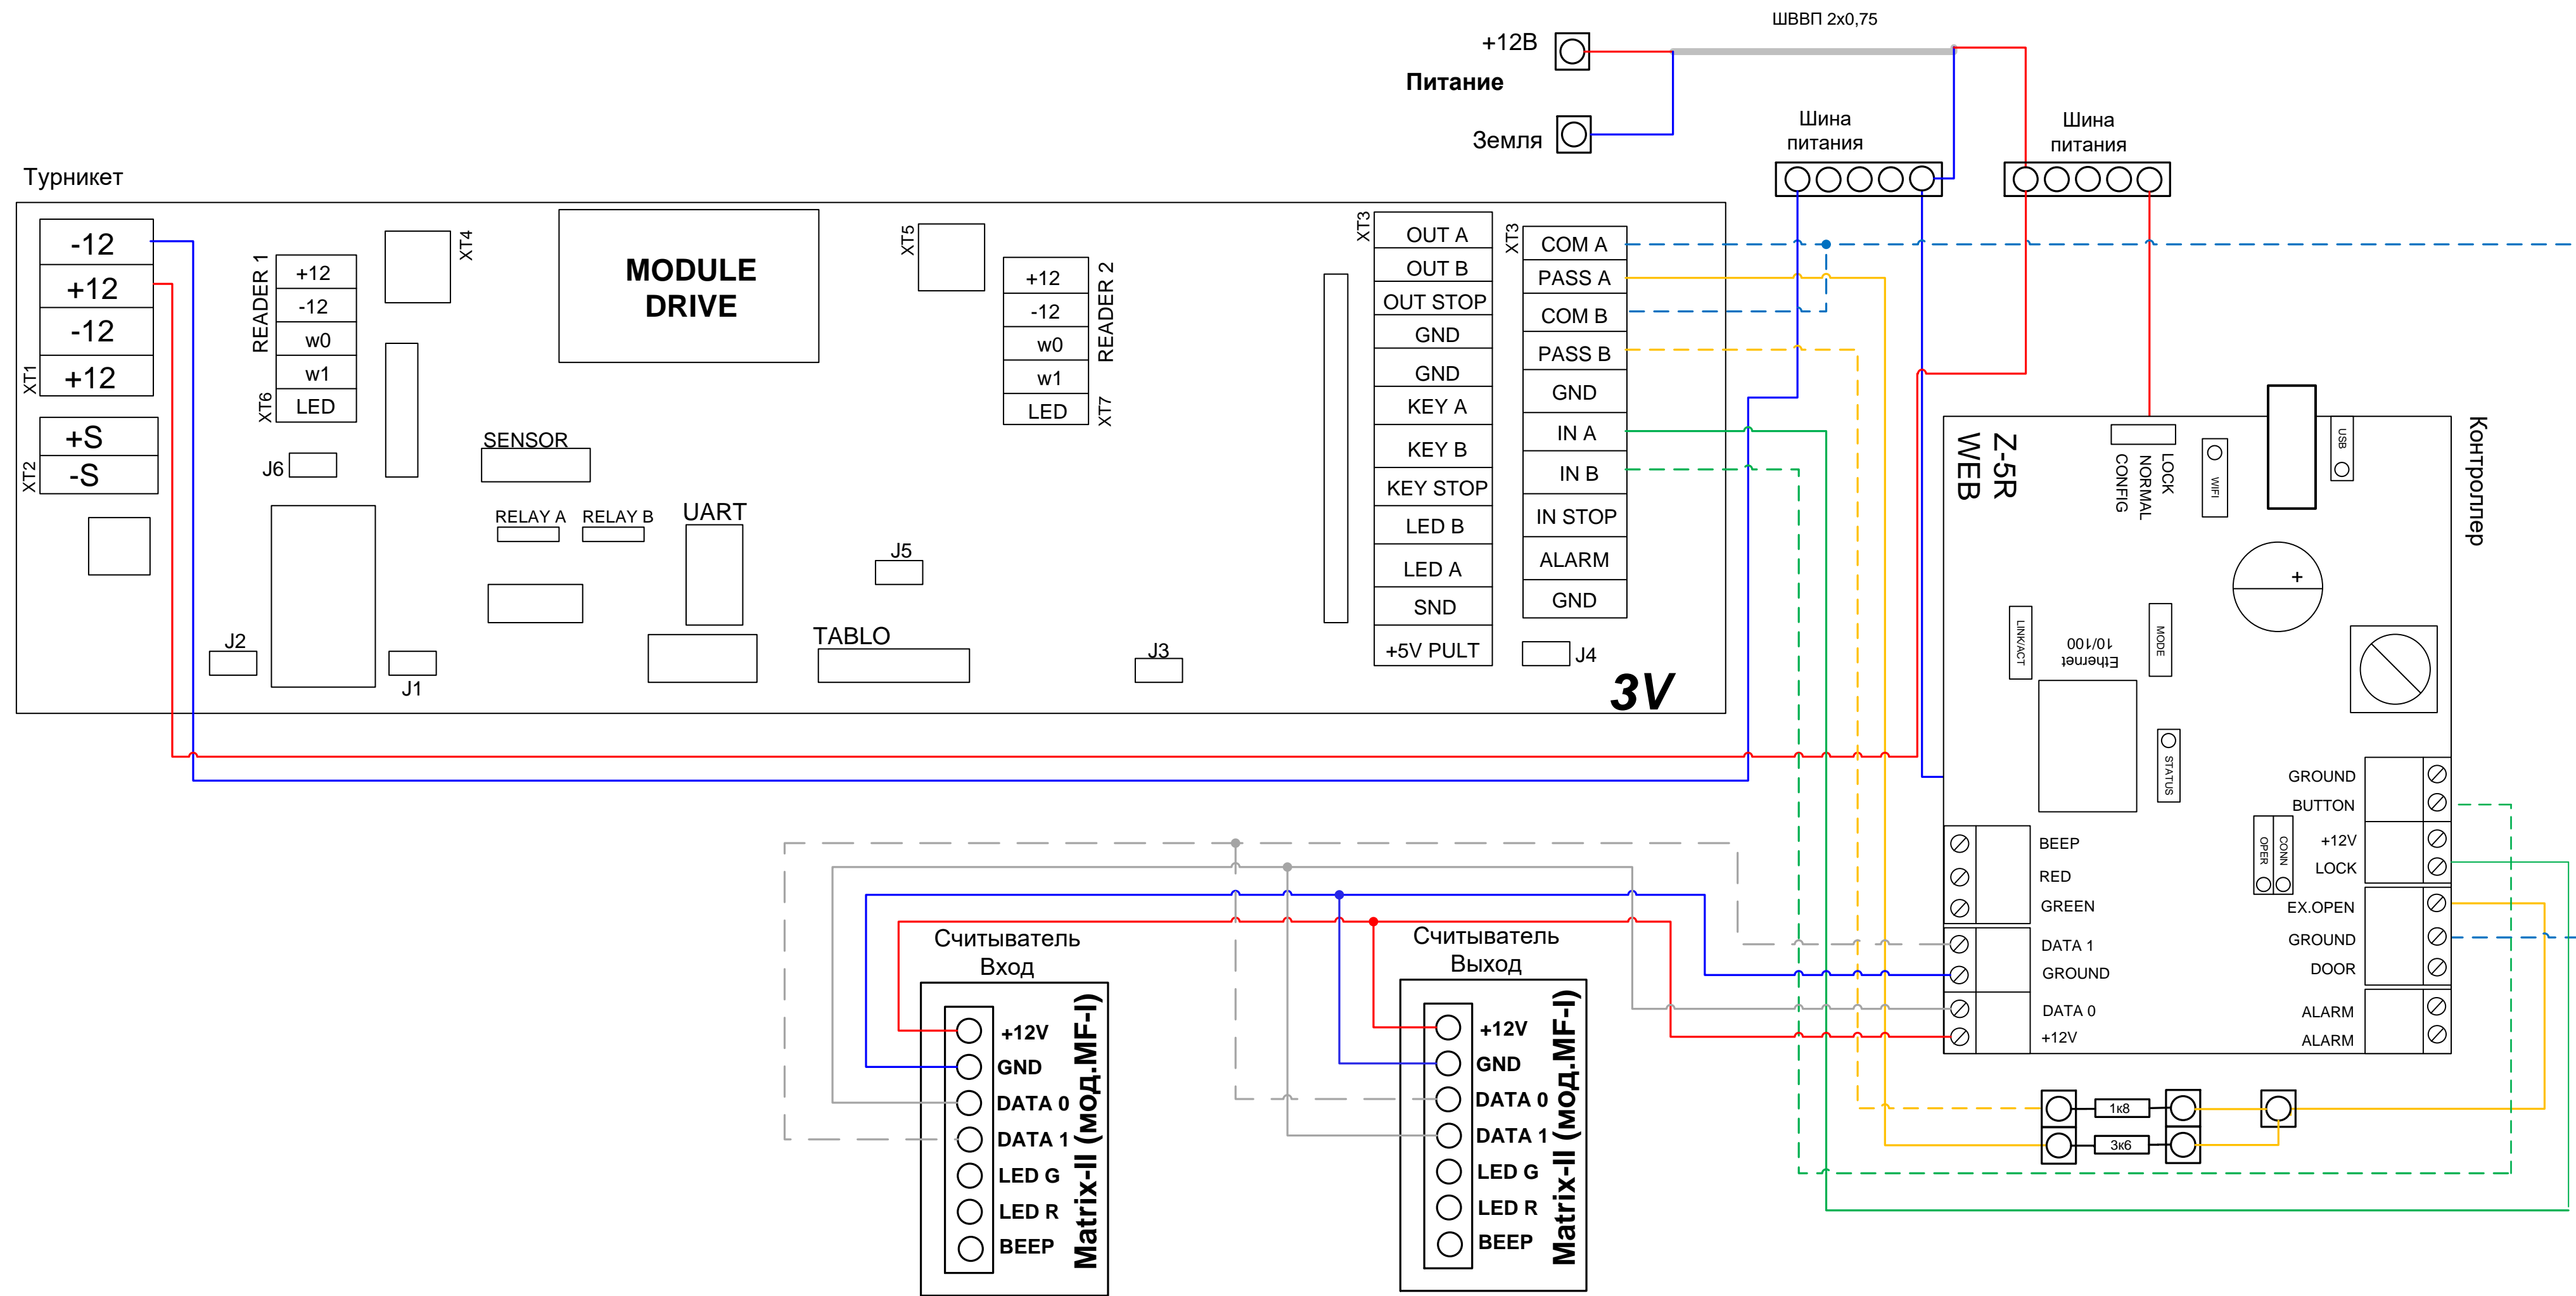 ШВВП 2х0,75
+12В
Питание
Земля
Шина
питания
Шина
питания
Турникет
-12
+12
-12
+12
XT1
+S
-S
XT2
READER 1
+12
-12
w0
w1
LED
XT6
XT4
J6
SENSOR
MODULE
DRIVE
XT5
+12
-12
w0
w1
LED
READER 2
XT7
RELAY A
RELAY B
UART
J5
J2
J1
TABLO
J3
XT3
OUT A
OUT B
OUT STOP
GND
GND
KEY A
KEY B
KEY STOP
LED B
LED A
SND
+5V PULT
XT3
COM A
PASS A
COM B
PASS B
GND
IN A
IN B
IN STOP
ALARM
GND
J4
3V
Контроллер
Z-5R
WEB
LOCK
NORMAL
CONFIG
WIFI
USB
+
LINK/ACT
Ethernet
10/100
MODE
STATUS
OPER
CONN
BEEP
RED
GREEN
DATA 1
GROUND
DATA 0
+12V
GROUND
BUTTON
+12V
LOCK
EX.OPEN
GROUND
DOOR
ALARM
ALARM
1к8
3к6
Считыватель
Вход
+12V
GND
DATA 0
DATA 1
LED G
LED R
BEEP
Matrix-II (мод.MF-I)
Считыватель
Выход
+12V
GND
DATA 0
DATA 1
LED G
LED R
BEEP
Matrix-II (мод.MF-I)